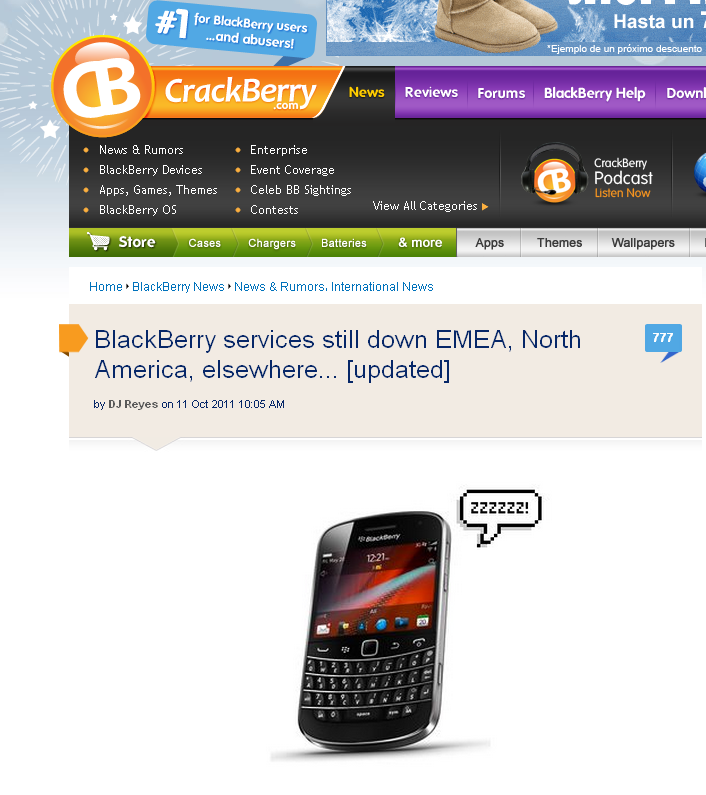 #1 for BlackBerry users
...and abusers!
Hasta un 7
*Ejemplo de un próximo descuento
CB
CrackBerry
.com
News
Reviews
Forums
BlackBerry Help
Downl
News & Rumors
BlackBerry Devices
Apps, Games, Themes
BlackBerry OS
Enterprise
Event Coverage
Celeb BB Sightings
Contests
View All Categories
CrackBerry
Podcast
Listen Now
Store
Cases
Chargers
Batteries
& more
Apps
Themes
Wallpapers
Home
BlackBerry News
News & Rumors, International News
BlackBerry services still down EMEA, North
America, elsewhere... [updated]
777
by DJ Reyes on 11 Oct 2011 10:05 AM
zzzzzz!
BlackBerry
12:21
All